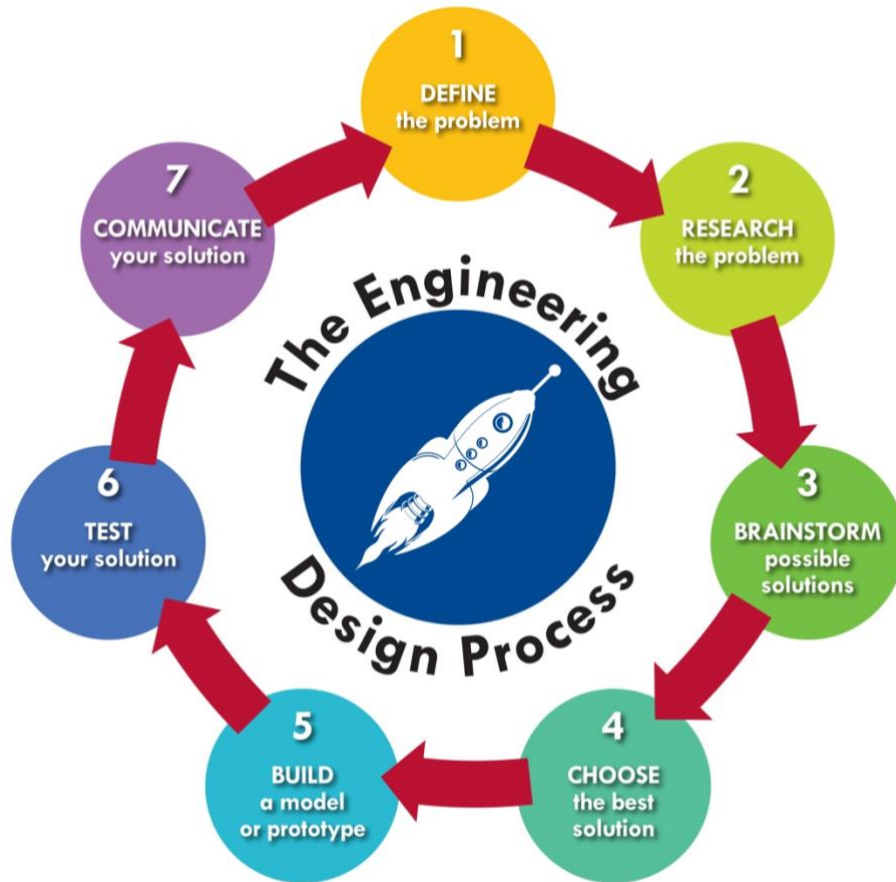 The Engineering
Design Process
1
DEFINE
the problem
2
RESEARCH
the problem
3
BRAINSTORM
possible
solutions
4
CHOOSE
the best
solution
5
BUILD
a model
or prototype
6
TEST
your solution
7
COMMUNICATE
your solution